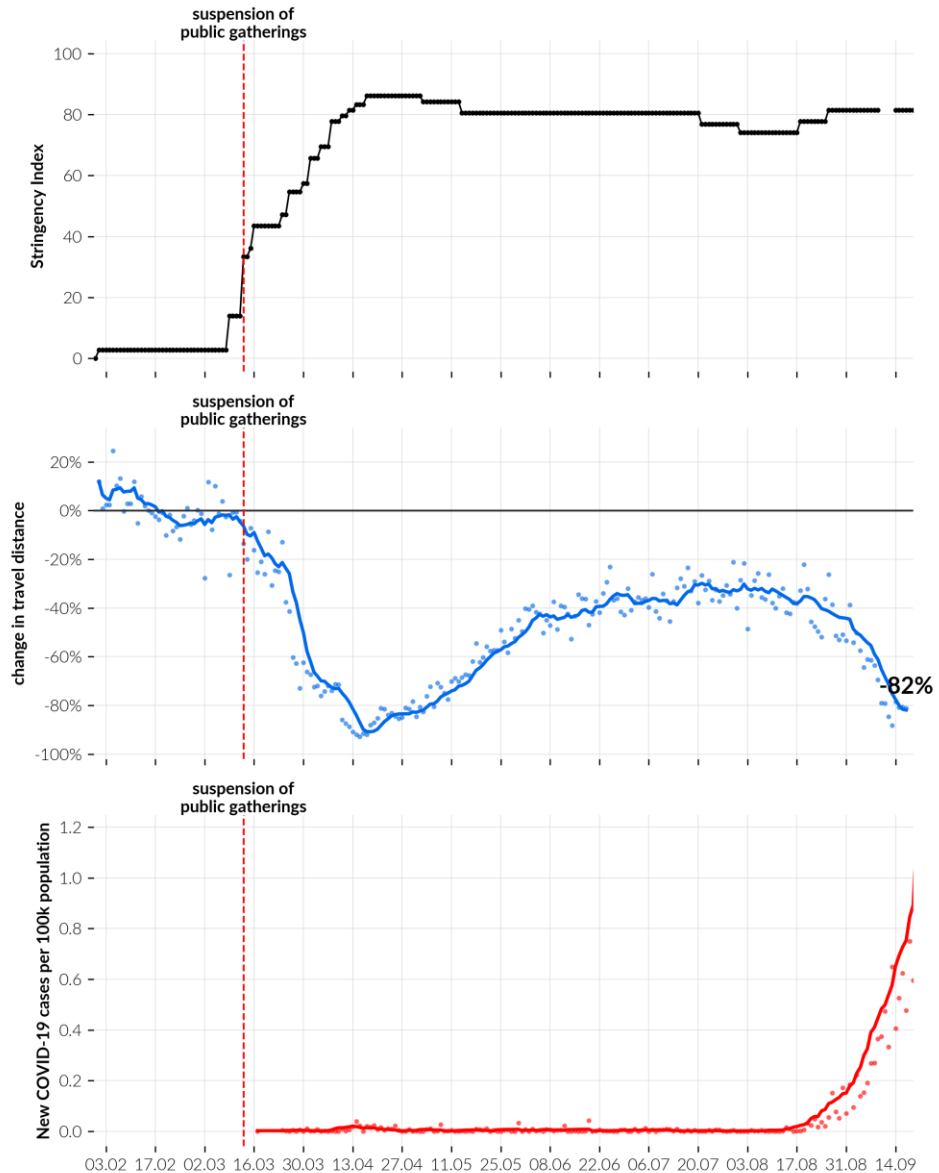 suspension of
public gatherings
Stringency Index
100
80
60
40
20
0
suspension of
public gatherings
change in travel distance
20%
0%
-20%
-40%
-60%
-80%
-100%
-82%
suspension of
public gatherings
New COVID-19 cases per 100k population
1.2
1.0
0.8
0.6
0.4
0.2
0.0
03.02 17.02 02.03 16.03 30.03 13.04 27.04 11.05 25.05 08.06 22.06 06.07 20.07 03.08 17.08 31.08 14.09